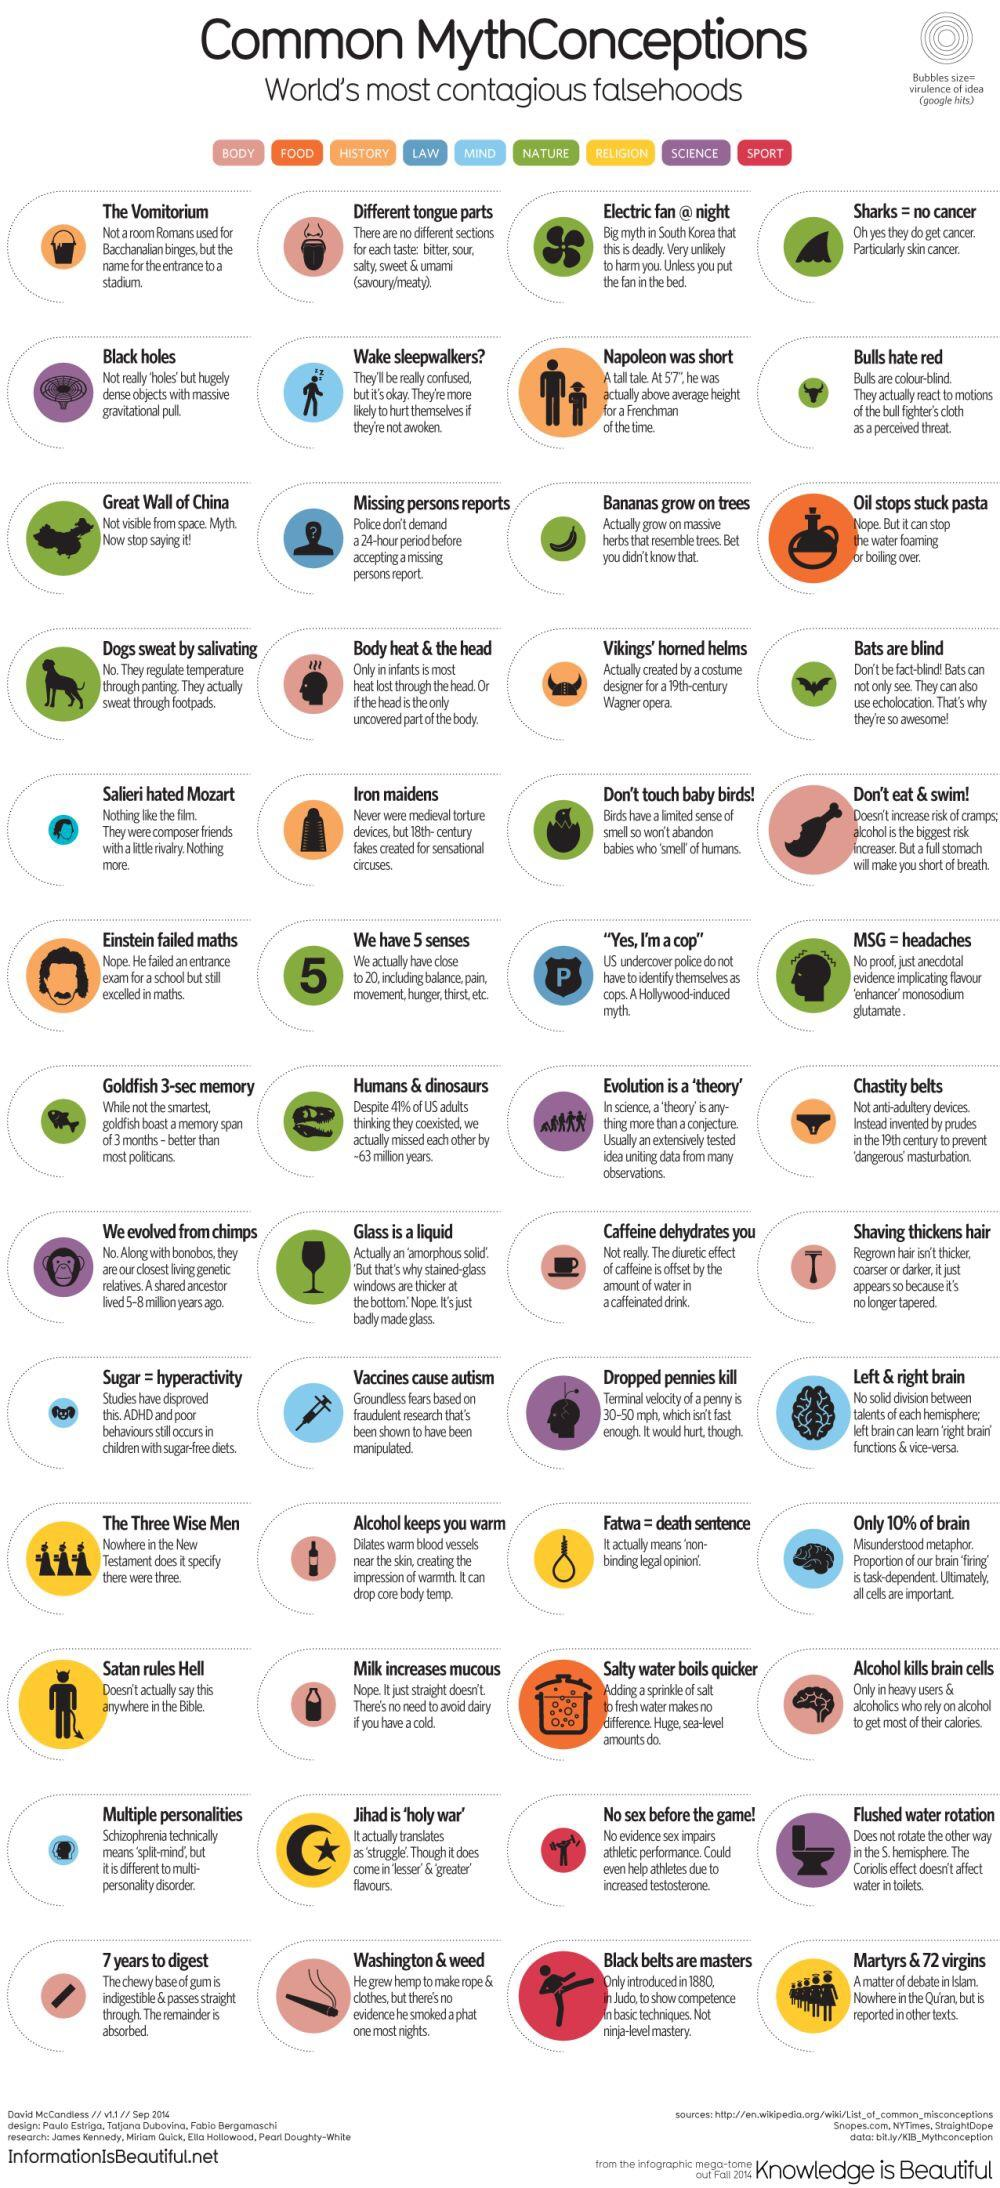 Common MythConceptions
World's most contagious falsehoods
Bubbles size=
virulence of idea
(google hits)
BODY
FOOD
HISTORY
LAW
MIND
NATURE
RELIGION
SCIENCE
SPORT
The Vomitorium
Not a room Romans used for
Bacchanalian binges, but the
name for the entrance to a
stadium.
Different tongue parts
There are no different sections
for each taste: bitter, sour,
salty, sweet & umami
(savoury/meaty).
Electric fan @ night
Big myth in South Korea that
this is deadly. Very unlikely
to harm you. Unless you put
the fan in the bed.
Sharks = no cancer
Oh yes they do get cancer.
Particularly skin cancer.
Black holes
Not really 'holes' but hugely
dense objects with massive
gravitational pull.
Wake sleepwalkers?
They'll be really confused,
but it's okay. They're more
likely to hurt themselves if
they're not awoken.
Napoleon was short
A tall tale. At 5'7", he was
actually above average height
for a Frenchman
of the time.
Bulls hate red
Bulls are colour-blind.
They actually react to motions
of the bull fighter's cloth
as a perceived threat.
Great Wall of China
Not visible from space. Myth.
Now stop saying it!
Missing persons reports
Police don't demand
a 24-hour period before
accepting a missing
persons report.
Bananas grow on trees
Actually grow on massive
herbs that resemble trees. Bet
you didn't know that.
Oil stops stuck pasta
Nope. But it can stop
the water foaming
or boiling over.
Dogs sweat by salivating
No. They regulate temperature
through panting. They actually
sweat through footpads.
Body heat & the head
Only in infants is most
heat lost through the head. Or
if the head is the only
uncovered part of the body.
Vikings' horned helms
Actually created by a costume
designer for a 19th-century
Wagner opera.
Bats are blind
Don't be fact-blind! Bats can
not only see. They can also
use echolocation. That's why
they're so awesome!
Salieri hated Mozart
Nothing like the film.
They were composer friends
with a little rivalry. Nothing
more.
Iron maidens
Never were medieval torture
devices, but 18th- century
fakes created for sensational
circuses.
Don't touch baby birds!
Birds have a limited sense of
smell so won't abandon
babies who 'smell' of humans.
Don't eat & swim!
Doesn't increase risk of cramps;
alcohol is the biggest risk
increaser. But a full stomach
will make you short of breath.
Einstein failed maths
Nope. He failed an entrance
exam for a school but still
excelled in maths.
5
We have 5 senses
We actually have close
to 20, including balance, pain,
movement, hunger, thirst, etc.
P
"Yes, I'm a cop"
US undercover police do not
have to identify themselves as
cops. A Hollywood-induced
myth.
MSG = headaches
No proof, just anecdotal
evidence implicating flavour
'enhancer' monosodium
glutamate .
Goldfish 3-sec memory
While not the smartest,
goldfish boast a memory span
of 3 months – better than
most politicans.
Humans & dinosaurs
Despite 41% of US adults
thinking they coexisted, we
actually missed each other by
~63 million years.
Evolution is a 'theory'
In science, a 'theory' is any-
thing more than a conjecture.
Usually an extensively tested
idea uniting data from many
observations.
Chastity belts
Not anti-adultery devices.
Instead invented by prudes
in the 19th century to prevent
'dangerous' masturbation.
We evolved from chimps
No. Along with bonobos, they
are our closest living genetic
relatives. A shared ancestor
lived 5–8 million years ago.
Glass is a liquid
Actually an 'amorphous solid'.
'But that's why stained-glass
windows are thicker at
the bottom.' Nope. It's just
badly made glass.
Caffeine dehydrates you
Not really. The diuretic effect
of caffeine is offset by the
amount of water in
a caffeinated drink.
Shaving thickens hair
Regrown hair isn't thicker,
coarser or darker, it just
appears so because it's
no longer tapered.
Sugar = hyperactivity
Studies have disproved
this. ADHD and poor
behaviours still occurs in
children with sugar-free diets.
Vaccines cause autism
Groundless fears based on
fraudulent research that's
been shown to have been
manipulated.
Dropped pennies kill
Terminal velocity of a penny is
30–50 mph, which isn't fast
enough. It would hurt, though.
Left & right brain
No solid division between
talents of each hemisphere;
left brain can learn 'right brain'
functions & vice-versa.
The Three Wise Men
Nowhere in the New
Testament does it specify
there were three.
Alcohol keeps you warm
Dilates warm blood vessels
near the skin, creating the
impression of warmth. It can
drop core body temp.
Fatwa = death sentence
It actually means 'non-
binding legal opinion'.
Only 10% of brain
Misunderstood metaphor.
Proportion of our brain 'firing'
is task-dependent. Ultimately,
all cells are important.
Satan rules Hell
Doesn't actually say this
anywhere in the Bible.
Milk increases mucous
Nope. It just straight doesn't.
There's no need to avoid dairy
if you have a cold.
Salty water boils quicker
Adding a sprinkle of salt
to fresh water makes no
difference. Huge, sea-level
amounts do.
Alcohol kills brain cells
Only in heavy users &
alcoholics who rely on alcohol
to get most of their calories.
Multiple personalities
Schizophrenia technically
means 'split-mind', but
it is different to multi-
personality disorder.
Jihad is 'holy war'
It actually translates
as 'struggle'. Though it does
come in 'lesser' & 'greater'
flavours.
No sex before the game!
No evidence sex impairs
athletic performance. Could
even help athletes due to
increased testosterone.
Flushed water rotation
Does not rotate the other way
in the S. hemisphere. The
Coriolis effect doesn't affect
water in toilets.
7 years to digest
The chewy base of gum is
indigestible & passes straight
through. The remainder is
absorbed.
Washington & weed
He grew hemp to make rope &
clothes, but there's no
evidence he smoked a phat
one most nights.
Black belts are masters
Only introduced in 1880,
in Judo, to show competence
in basic techniques. Not
ninja-level mastery.
Martyrs & 72 virgins
A matter of debate in Islam.
Nowhere in the Qu'ran, but is
reported in other texts.
David McCandless // v1.1 // Sep 2014
design: Paulo Estriga, Tatjana Dubovina, Fabio Bergamaschi
research: James Kennedy, Miriam Quick, Ella Hollowood, Pearl Doughty-White
InformationIsBeautiful.net
sources: http://en.wikipedia.org/wiki/List_of_common_misconceptions
Snopes.com, NYTimes, StraightDope
data: bit.ly/KIB_Mythconception
from the infographic mega-tome
out Fall 2014
Knowledge is Beautiful